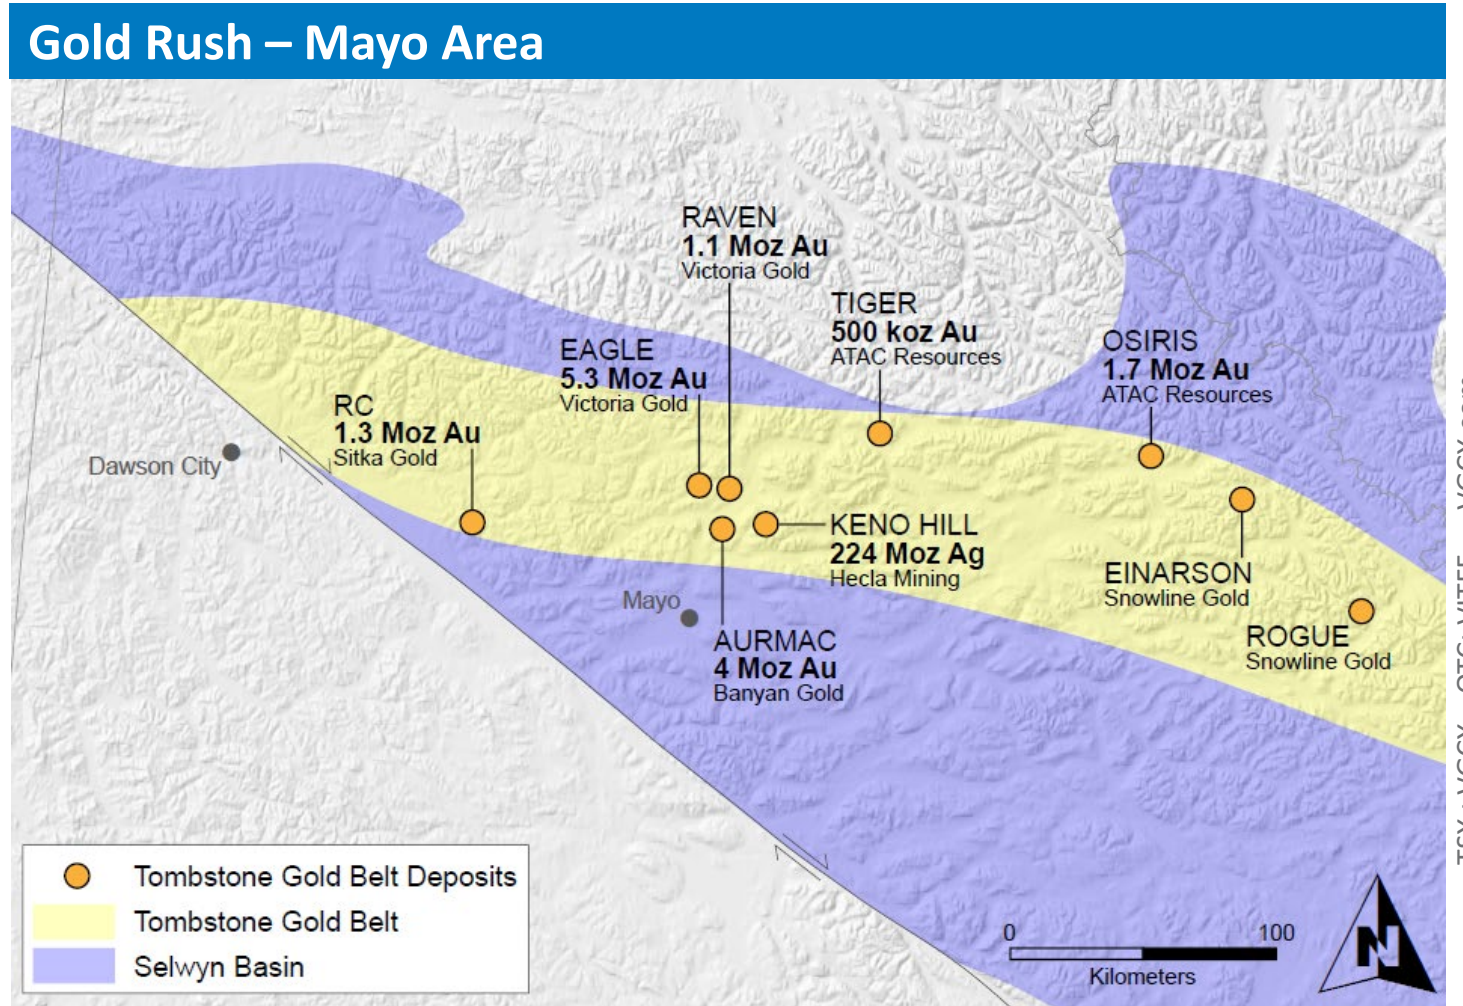 Gold Rush – Mayo Area
RAVEN
1.1 Moz Au
Victoria Gold
TIGER
500 koz Au
ATAC Resources
OSIRIS
1.7 Moz Au
ATAC Resources
EAGLE
5.3 Moz Au
Victoria Gold
RC
1.3 Moz Au
Sitka Gold
Dawson City
KENO HILL
224 Moz Ag
Hecla Mining
EINARSON
Snowline Gold
Mayo
AURMAC
4 Moz Au
Banyan Gold
ROGUE
Snowline Gold
Tombstone Gold Belt Deposits
Tombstone Gold Belt
Selwyn Basin
0 100
Kilometers
N